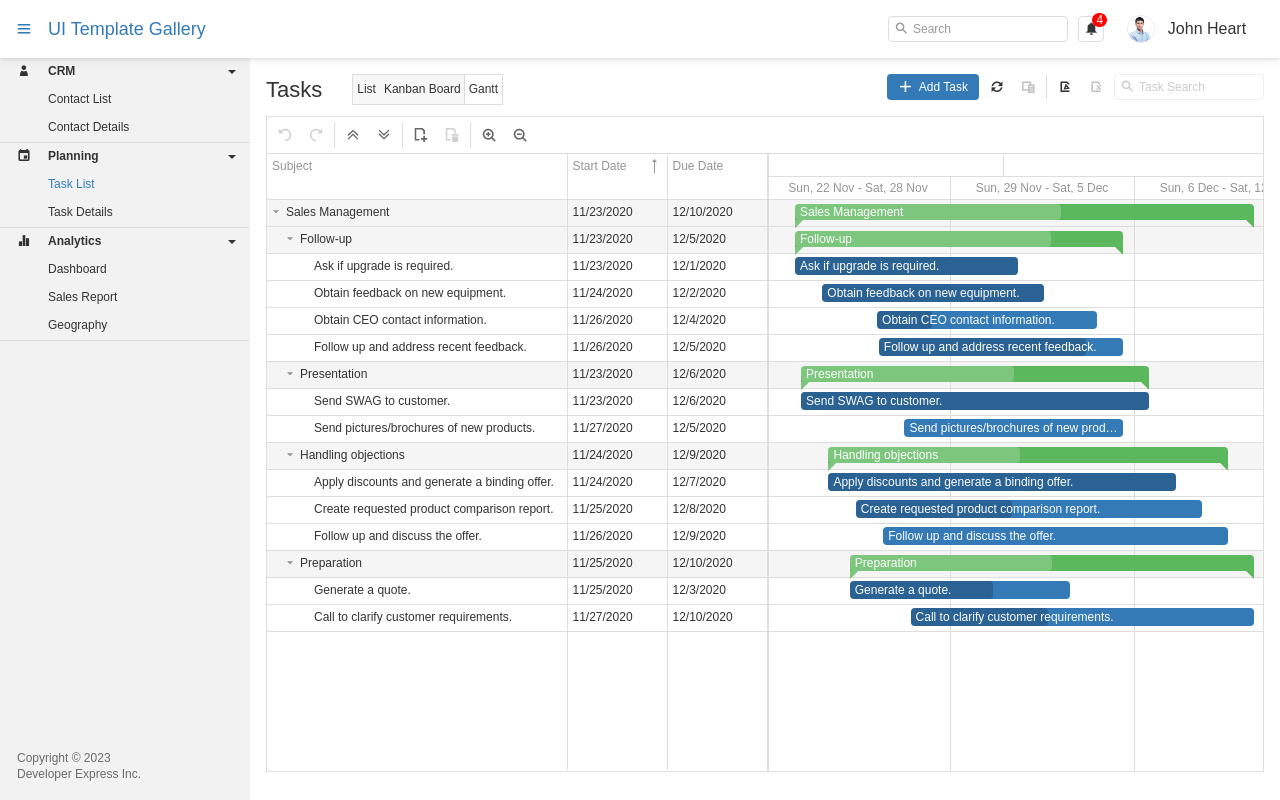 UI Template Gallery
Search
4
John Heart
CRM
Contact List
Contact Details
Planning
Task List
Task Details
Analytics
Dashboard
Sales Report
Geography
Copyright © 2023
Developer Express Inc.
Tasks
List Kanban Board Gantt
Add Task
Task Search
Subject Start Date Due Date
Sun, 22 Nov - Sat, 28 Nov Sun, 29 Nov - Sat, 5 Dec Sun, 6 Dec - Sat, 12
Sales Management 11/23/2020 12/10/2020 Sales Management
Follow-up 11/23/2020 12/5/2020 Follow-up
Ask if upgrade is required. 11/23/2020 12/1/2020 Ask if upgrade is required.
Obtain feedback on new equipment. 11/24/2020 12/2/2020 Obtain feedback on new equipment.
Obtain CEO contact information. 11/26/2020 12/4/2020 Obtain CEO contact information.
Follow up and address recent feedback. 11/26/2020 12/5/2020 Follow up and address recent feedback.
Presentation 11/23/2020 12/6/2020 Presentation
Send SWAG to customer. 11/23/2020 12/6/2020 Send SWAG to customer.
Send pictures/brochures of new products. 11/27/2020 12/5/2020 Send pictures/brochures of new prod…
Handling objections 11/24/2020 12/9/2020 Handling objections
Apply discounts and generate a binding offer. 11/24/2020 12/7/2020 Apply discounts and generate a binding offer.
Create requested product comparison report. 11/25/2020 12/8/2020 Create requested product comparison report.
Follow up and discuss the offer. 11/26/2020 12/9/2020 Follow up and discuss the offer.
Preparation 11/25/2020 12/10/2020 Preparation
Generate a quote. 11/25/2020 12/3/2020 Generate a quote.
Call to clarify customer requirements. 11/27/2020 12/10/2020 Call to clarify customer requirements.